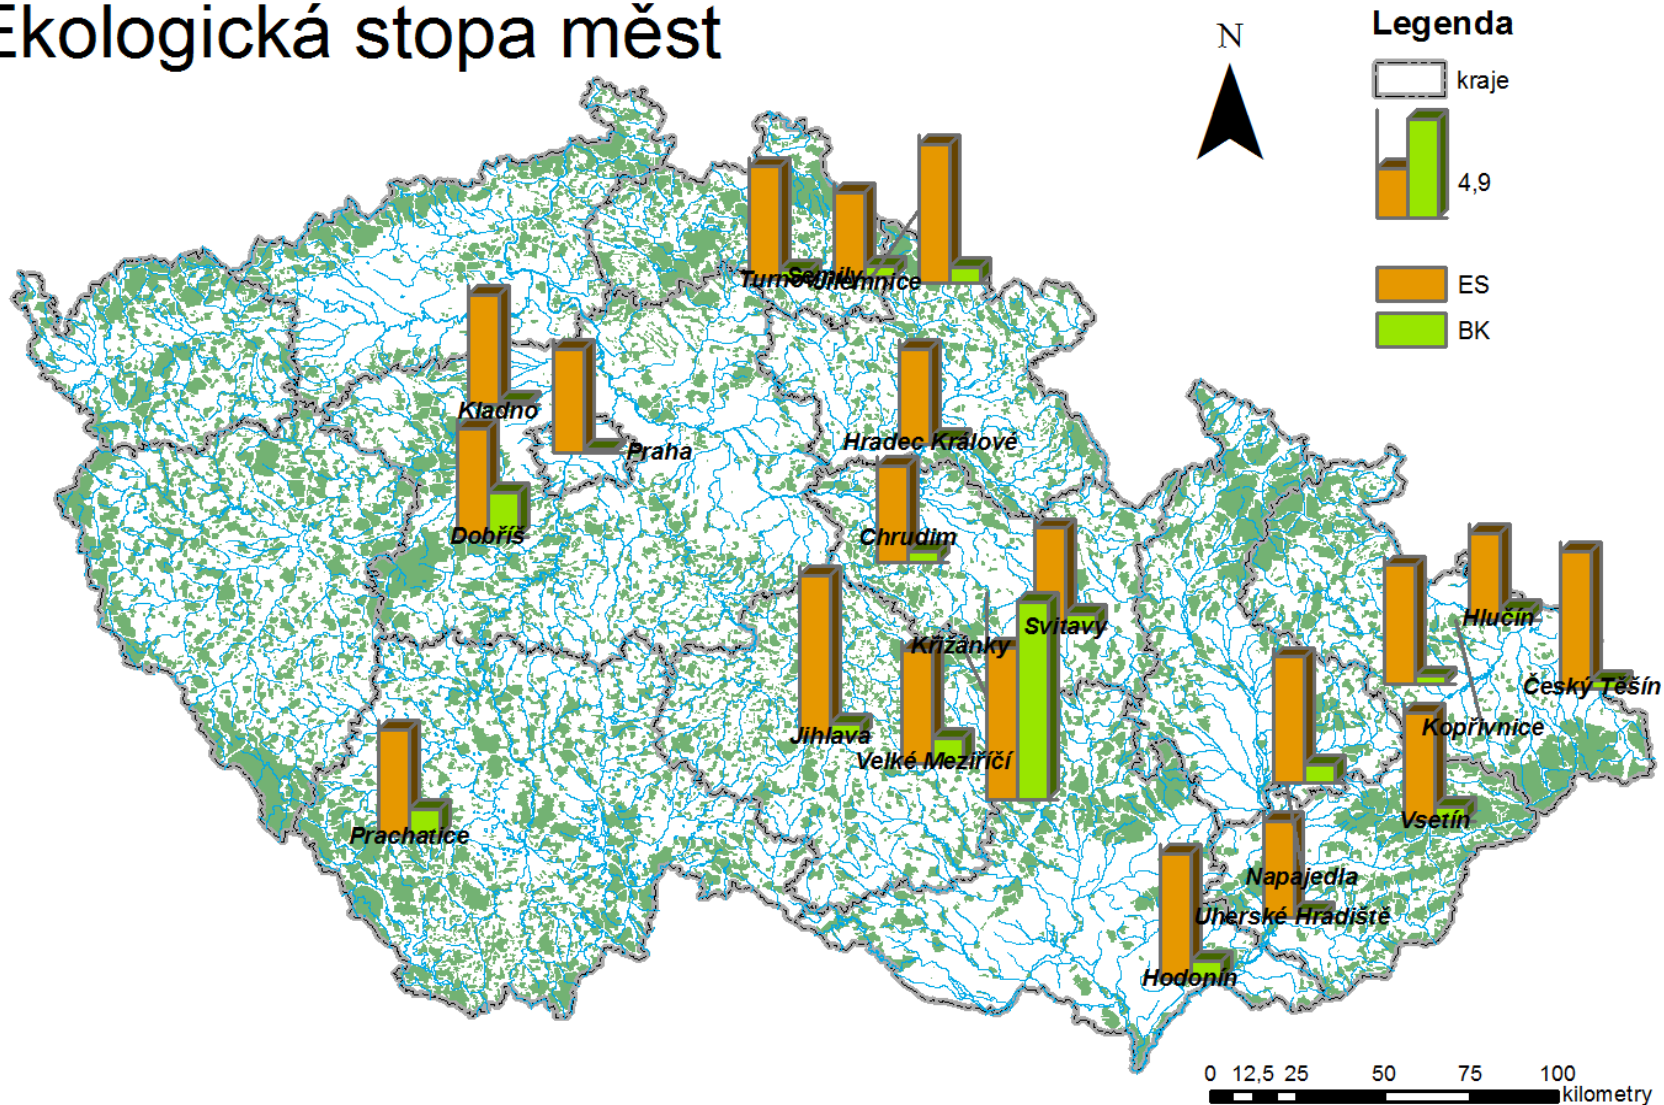 Ekologická stopa měst
N
Legenda
kraje
4,9
ES
BK
Turnov
Semily
Jilemnice
Kladno
Praha
Hradec Králové
Dobříš
Chrudim
Svitavy
Křižánky
Hlučín
Český Těšín
Kopřivnice
Jihlava
Velké Meziříčí
Vsetín
Prachatice
Napajedla
Uherské Hradiště
Hodonín
0 12,5 25 50 75 100
kilometry